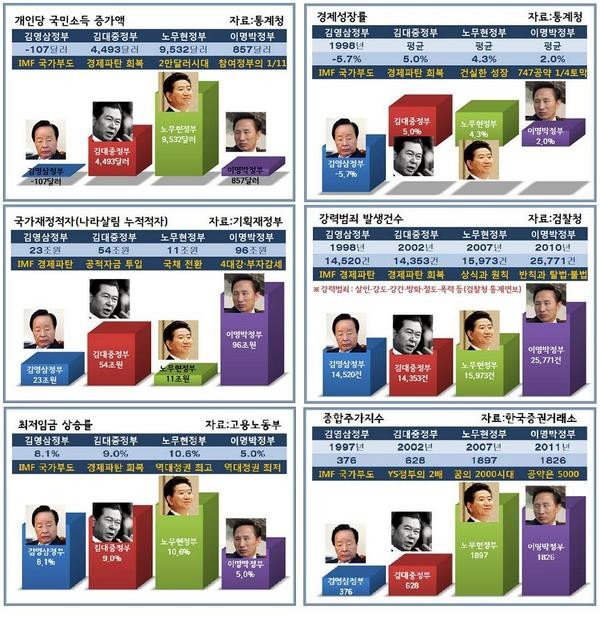 개인당 국민소득 증가액 자료:통계청
김영삼정부 김대중정부 노무현정부 이명박정부
-107달러 4,493달러 9,532달러 857달러
IMF 국가부도 경제파탄 회복 2만달러시대 참여정부의 1/11
노무현정부
9,532달러
김대중정부
4,493달러
김영삼정부
-107달러
이명박정부
857달러
경제성장률 자료:통계청
김영삼정부 김대중정부 노무현정부 이명박정부
1998년 평균 평균 평균
-5.7% 5.0% 4.3% 2.0%
IMF 국가부도 경제파탄 회복 건실한 성장 747공약 1/4토막
김대중정부
5,0%
노무현정부
4,3%
이명박정부
2,0%
김영삼정부
-5,7%
국가재정적자(나라살림 누적적자) 자료:기획재정부
김영삼정부 김대중정부 노무현정부 이명박정부
23조원 54조원 11조원 96조원
IMF 경제파탄 공적자금 투입 국채 전환 4대강·부자감세
김영삼정부
23조원
김대중정부
54조원
노무현정부
11조원
이명박정부
96조원
강력범죄 발생건수 자료:검찰청
김영삼정부 김대중정부 노무현정부 이명박정부
1998년 2002년 2007년 2010년
14,520건 14,353건 15,973건 25,771건
IMF 경제파탄 경제파탄 회복 상식과 원칙 반칙과 탈법·불법
※ 강력범죄 : 살인·강도·강간·방화·절도·폭력 등(검찰청 통계연보)
김영삼정부
14,520건
김대중정부
14,353건
노무현정부
15,973건
이명박정부
25,771건
최저임금 상승률 자료:고용노동부
김영삼정부 김대중정부 노무현정부 이명박정부
8.1% 9.0% 10.6% 5.0%
IMF 국가부도 경제파탄 회복 역대정권 최고 역대정권 최저
김영삼정부
8,1%
김대중정부
9,0%
노무현정부
10,6%
이명박정부
5,0%
종합주가지수 자료:한국증권거래소
김영삼정부 김대중정부 노무현정부 이명박정부
1997년 2002년 2007년 2011년
376 628 1897 1826
IMF 국가부도 YS정부의 2배 꿈의 2000시대 공약은 5000
김영삼정부
376
김대중정부
628
노무현정부
1897
이명박정부
1826